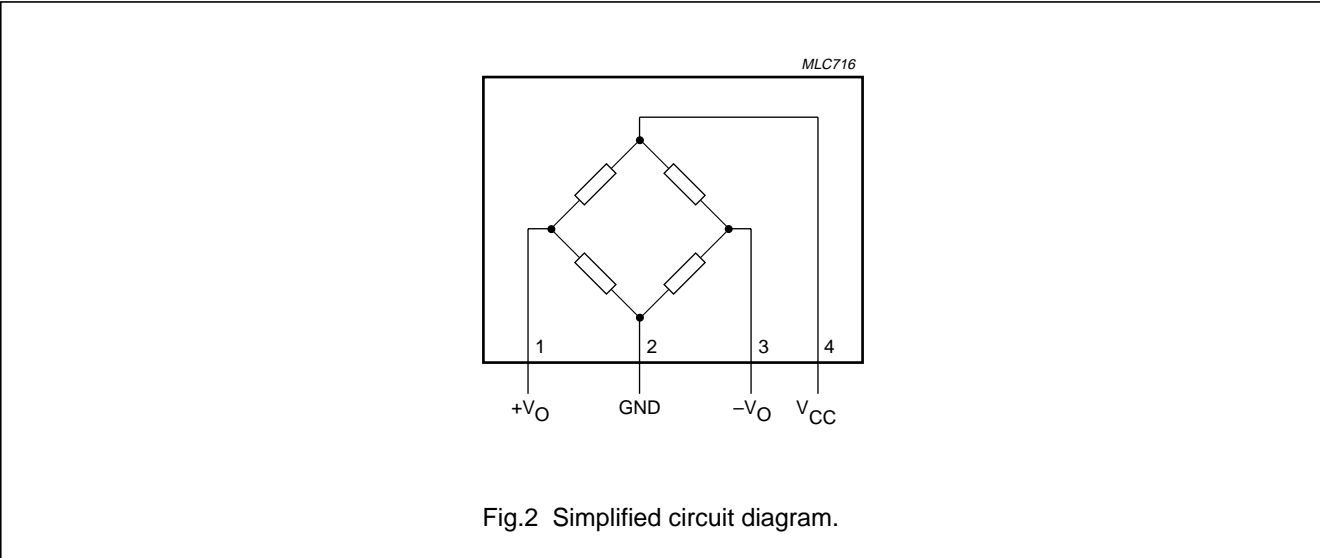 MLC716
1 2 3 4
+VO GND –VO VCC
Fig.2 Simplified circuit diagram.